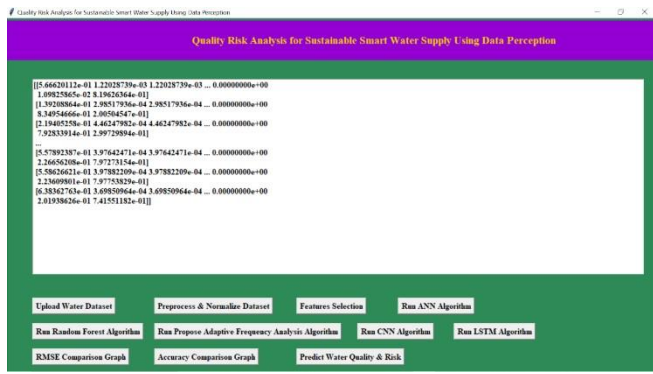 Quality Risk Analysis for Sustainable Smart Water Supply Using Data Perception
Quality Risk Analysis for Sustainable Smart Water Supply Using Data Perception
[[5.66620112e-01 1.22028739e-03 1.22028739e-03 ... 0.00000000e+00
1.09825865e-02 8.19626364e-01]
[1.39208864e-01 2.98517936e-04 2.98517936e-04 ... 0.00000000e+00
8.34954666e-01 2.00504547e-01]
[2.19405258e-01 4.46247982e-04 4.46247982e-04 ... 0.00000000e+00
7.92833914e-01 2.99729894e-01]
...
[5.57892387e-01 3.97642471e-04 3.97642471e-04 ... 0.00000000e+00
2.26656208e-01 7.97273154e-01]
[5.58626621e-01 3.97882209e-04 3.97882209e-04 ... 0.00000000e+00
2.23609801e-01 7.97753829e-01]
[6.38362763e-01 3.69850964e-04 3.69850964e-04 ... 0.00000000e+00
2.01938626e-01 7.41551182e-01]]
Upload Water Dataset Preprocess & Normalize Dataset Features Selection Run ANN Algorithm
Run Random Forest Algorithm Run Propose Adaptive Frequency Analysis Algorithm Run CNN Algorithm Run LSTM Algorithm
RMSE Comparison Graph Accuracy Comparison Graph Predict Water Quality & Risk